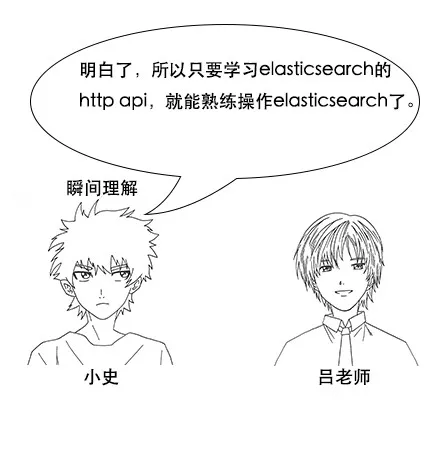 明白了，所以只要学习elasticsearch的
http api，就能熟练操作elasticsearch了。
瞬间理解
小史
吕老师